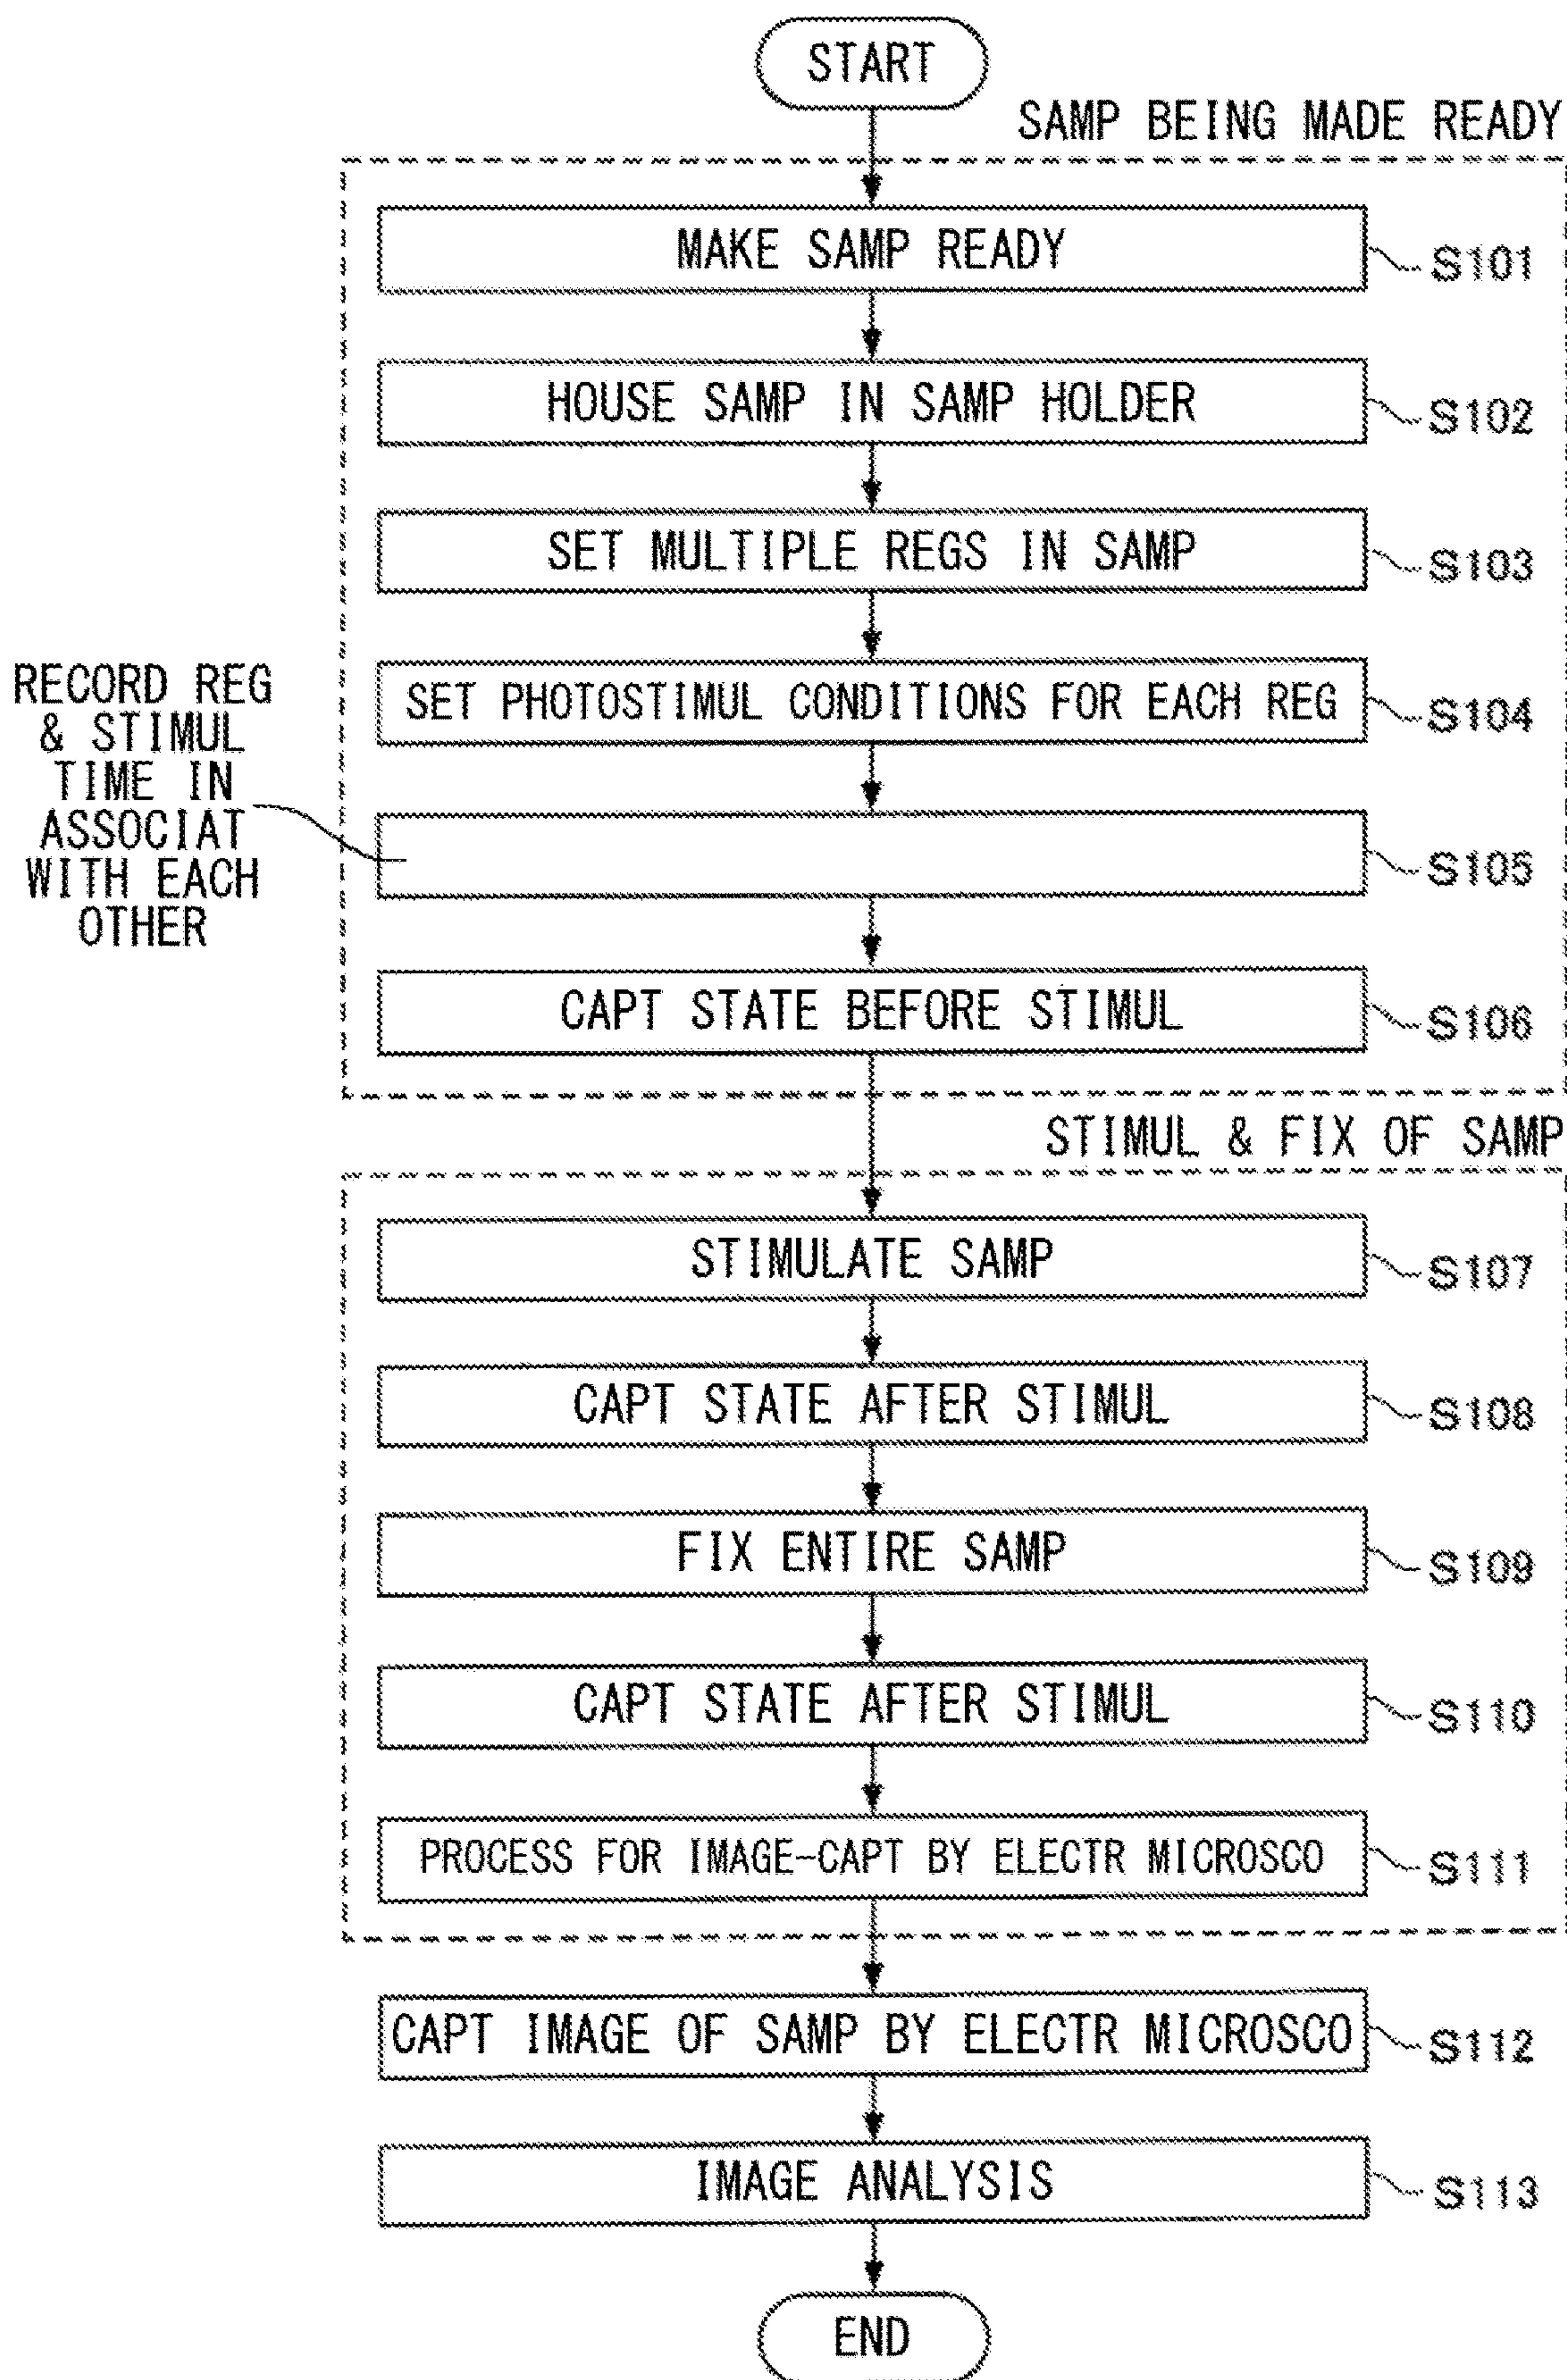 START
SAMP BEING MADE READY
MAKE SAMP READY
S101
HOUSE SAMP IN SAMP HOLDER
S102
SET MULTIPLE REGS IN SAMP
S103
SET PHOTOSTIMUL CONDITIONS FOR EACH REG
S104
RECORD REG
& STIMUL
TIME IN
ASSOCIAT
WITH EACH
OTHER
S105
CAPT STATE BEFORE STIMUL
S106
STIMUL & FIX OF SAMP
STIMULATE SAMP
S107
CAPT STATE AFTER STIMUL
S108
FIX ENTIRE SAMP
S109
CAPT STATE AFTER STIMUL
S110
PROCESS FOR IMAGE-CAPT BY ELECTR MICROSCO
S111
CAPT IMAGE OF SAMP BY ELECTR MICROSCO
S112
IMAGE ANALYSIS
S113
END